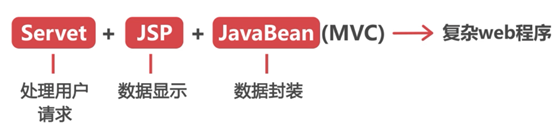 Servet + JSP + JavaBean(MVC) 复杂web程序
处理用户 数据显示 数据封装
请求